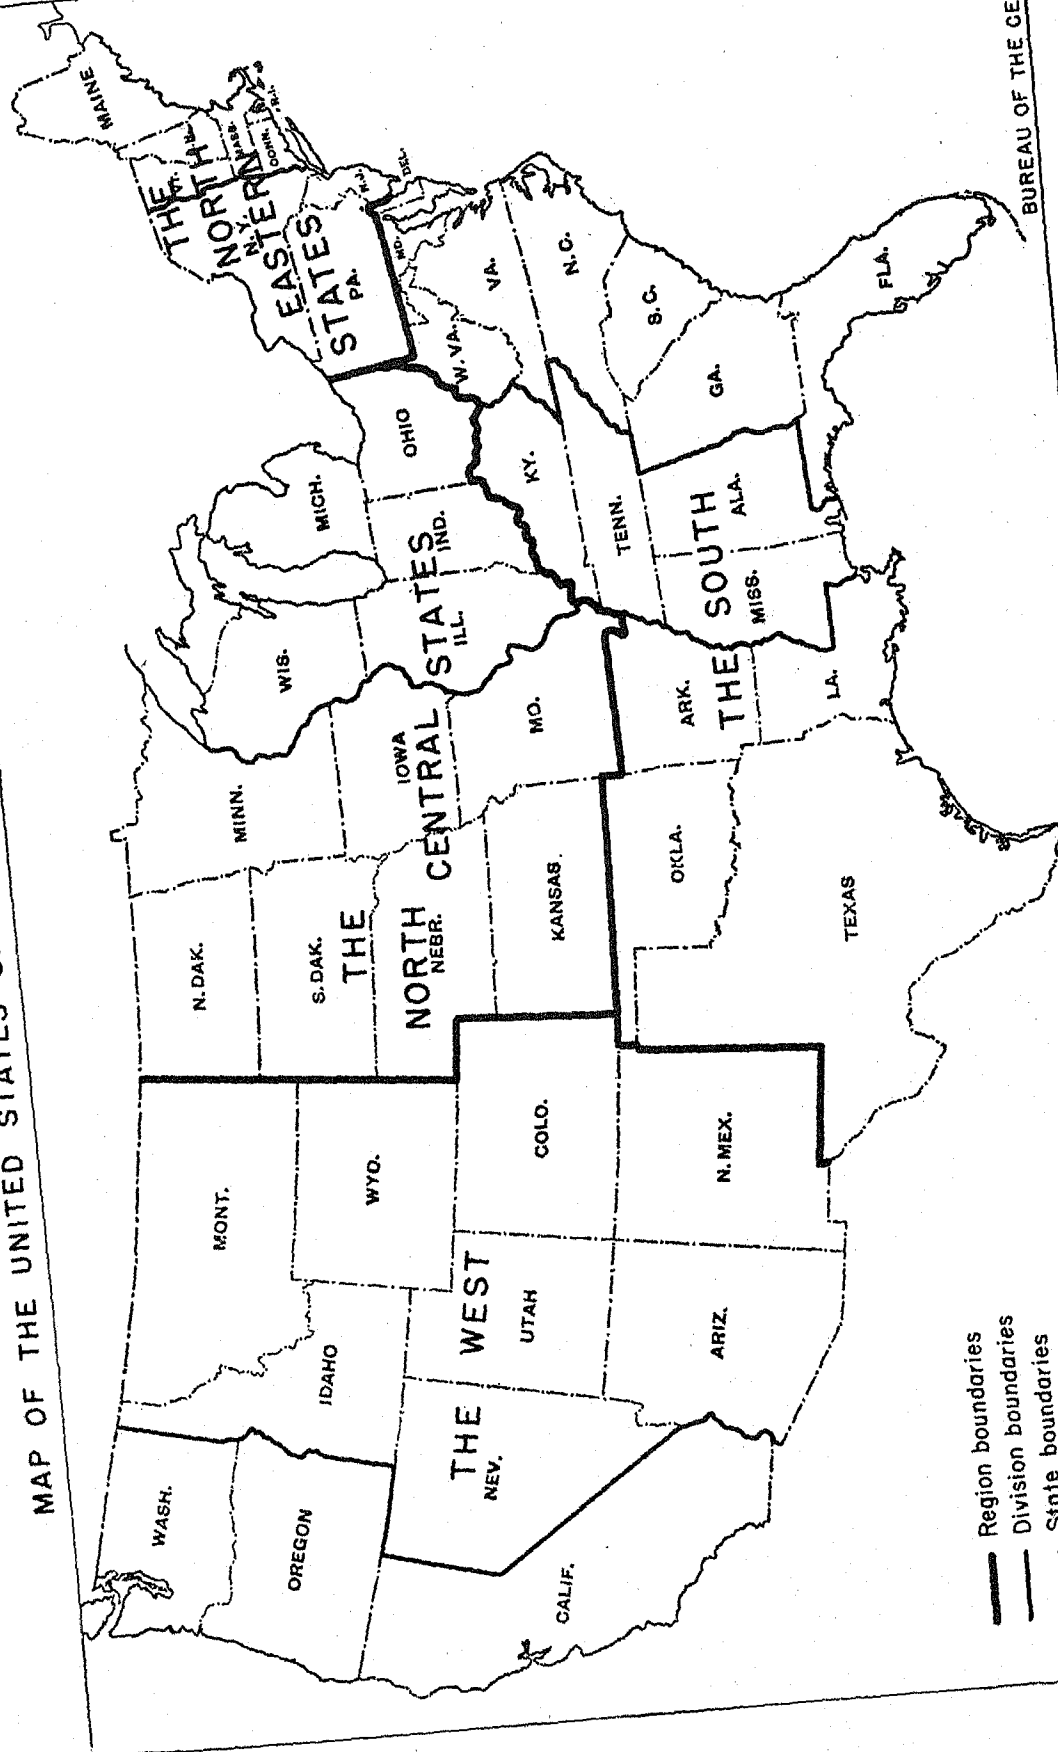 MAP OF THE UNITED STATES
WASH.
OREGON
CALIF.
IDAHO
THE WEST
NEV.
UTAH
ARIZ.
MONT.
WYO.
COLO.
N. MEX.
N. DAK.
S. DAK.
THE
NORTH CENTRAL STATES
NEBR.
KANSAS
MINN.
IOWA
MO.
WIS.
ILL.
MICH.
IND.
OHIO
OKLA.
TEXAS
ARK.
LA.
THE SOUTH
MISS.
ALA.
TENN.
KY.
GA.
FLA.
S.C.
N.C.
VA.
W. VA.
MD.
DEL.
THE
NORTH
EASTERN
STATES
PA.
N.J.
N.Y.
CONN.
R.I.
MASS.
VT.
MAINE
Region boundaries
Division boundaries
State boundaries
BUREAU OF THE CE